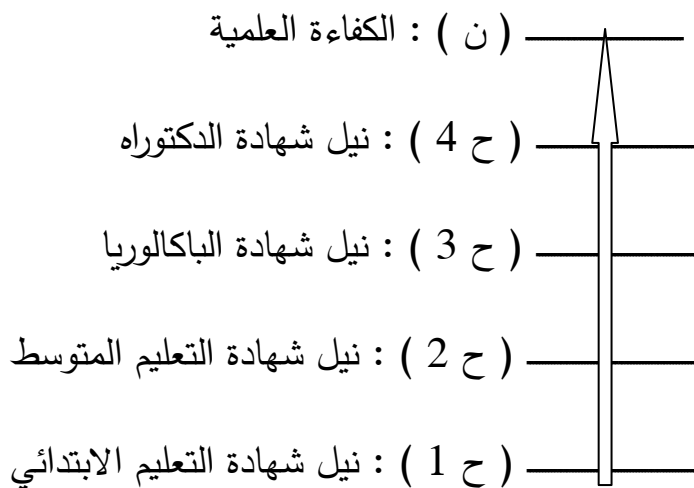 ( ن ) : الكفاءة العلمية
( ح 4 ) : نيل شهادة الدكتوراه
( ح 3 ) : نيل شهادة الباكالوريا
( ح 2 ) : نيل شهادة التعليم المتوسط
( ح 1 ) : نيل شهادة التعليم الابتدائي